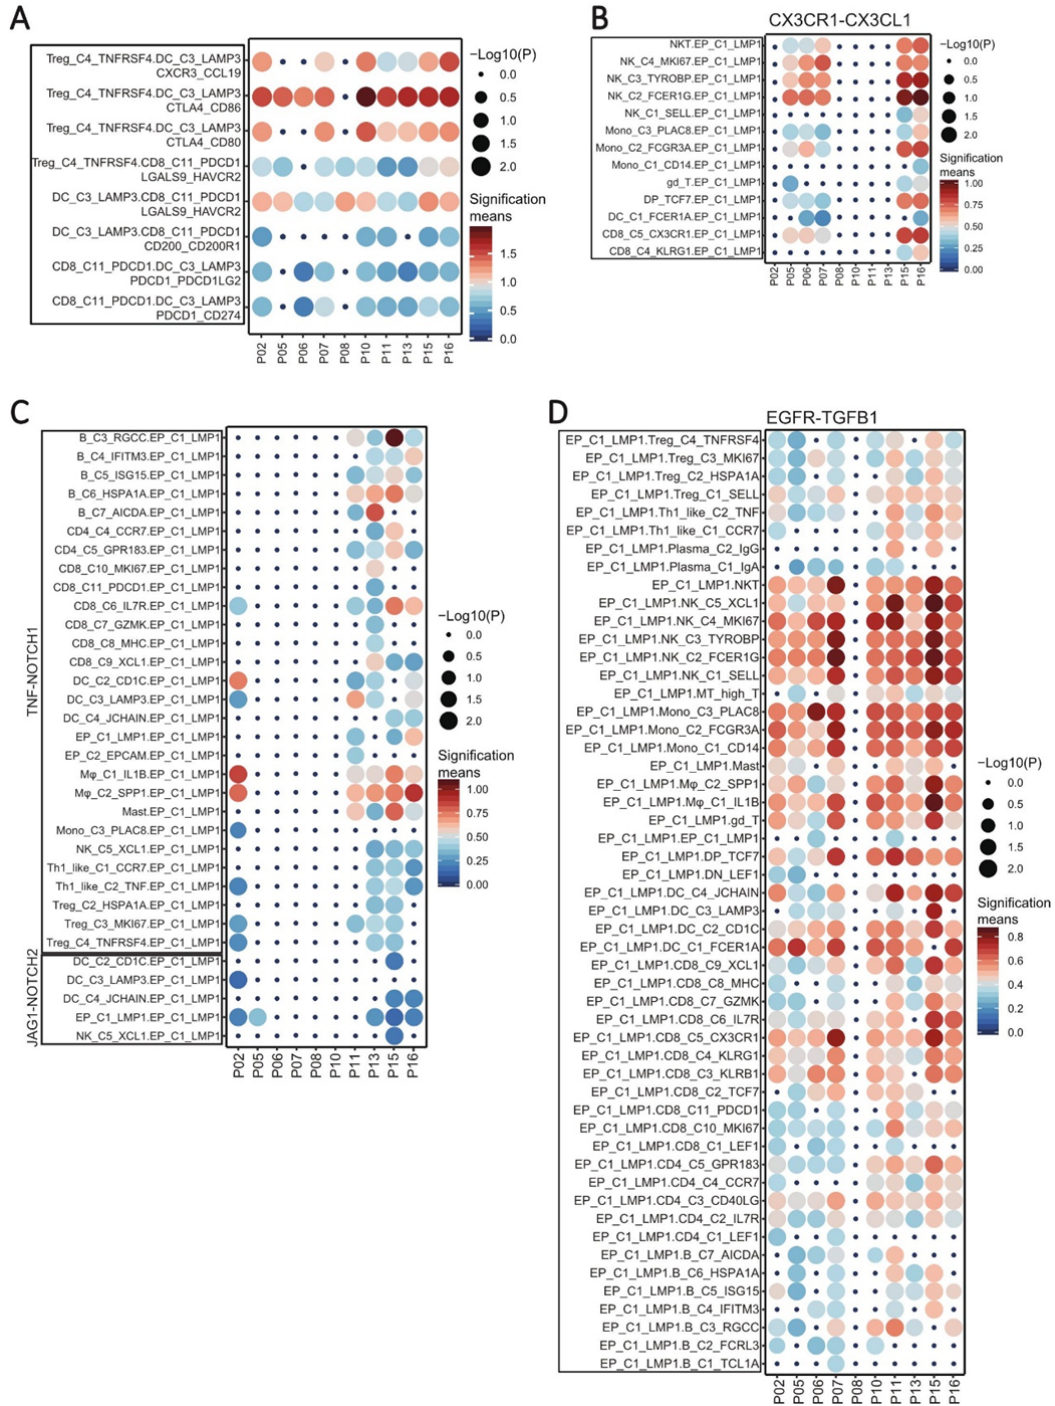 A
Treg_C4_TNFRSF4.DC_C3_LAMP3
CXCR3_CCL19
Treg_C4_TNFRSF4.DC_C3_LAMP3
CTLA4_CD86
Treg_C4_TNFRSF4.DC_C3_LAMP3
CTLA4_CD80
Treg_C4_TNFRSF4.CD8_C11_PDCD1
LGALS9_HAVCR2
DC_C3_LAMP3.CD8_C11_PDCD1
LGALS9_HAVCR2
DC_C3_LAMP3.CD8_C11_PDCD1
CD200_CD200R1
CD8_C11_PDCD1.DC_C3_LAMP3
PDCD1_PDCD1LG2
CD8_C11_PDCD1.DC_C3_LAMP3
PDCD1_CD274
P02 P05 P06 P07 P08 P10 P11 P13 P15 P16
−Log10(P)
0.0
0.5
1.0
1.5
2.0
Signification
means
1.5
1.0
0.5
0.0
B
CX3CR1-CX3CL1
NKT.EP_C1_LMP1
NK_C4_MKI67.EP_C1_LMP1
NK_C3_TYROBP.EP_C1_LMP1
NK_C2_FCER1G.EP_C1_LMP1
NK_C1_SELL.EP_C1_LMP1
Mono_C3_PLAC8.EP_C1_LMP1
Mono_C2_FCGR3A.EP_C1_LMP1
Mono_C1_CD14.EP_C1_LMP1
gd_T.EP_C1_LMP1
DP_TCF7.EP_C1_LMP1
DC_C1_FCER1A.EP_C1_LMP1
CD8_C5_CX3CR1.EP_C1_LMP1
CD8_C4_KLRG1.EP_C1_LMP1
P02 P05 P06 P07 P08 P10 P11 P13 P15 P16
−Log10(P)
0.0
0.5
1.0
1.5
2.0
Signification
means
1.00
0.75
0.50
0.25
0.00
C
TNF-NOTCH1
B_C3_RGCC.EP_C1_LMP1
B_C4_IFITM3.EP_C1_LMP1
B_C5_ISG15.EP_C1_LMP1
B_C6_HSPA1A.EP_C1_LMP1
B_C7_AICDA.EP_C1_LMP1
CD4_C4_CCR7.EP_C1_LMP1
CD4_C5_GPR183.EP_C1_LMP1
CD8_C10_MKI67.EP_C1_LMP1
CD8_C11_PDCD1.EP_C1_LMP1
CD8_C6_IL7R.EP_C1_LMP1
CD8_C7_GZMK.EP_C1_LMP1
CD8_C8_MHC.EP_C1_LMP1
CD8_C9_XCL1.EP_C1_LMP1
DC_C2_CD1C.EP_C1_LMP1
DC_C3_LAMP3.EP_C1_LMP1
DC_C4_JCHAIN.EP_C1_LMP1
EP_C1_LMP1.EP_C1_LMP1
EP_C2_EPCAM.EP_C1_LMP1
Mφ_C1_IL1B.EP_C1_LMP1
Mφ_C2_SPP1.EP_C1_LMP1
Mast.EP_C1_LMP1
Mono_C3_PLAC8.EP_C1_LMP1
NK_C5_XCL1.EP_C1_LMP1
Th1_like_C1_CCR7.EP_C1_LMP1
Th1_like_C2_TNF.EP_C1_LMP1
Treg_C2_HSPA1A.EP_C1_LMP1
Treg_C3_MKI67.EP_C1_LMP1
Treg_C4_TNFRSF4.EP_C1_LMP1
JAG1-NOTCH2
DC_C2_CD1C.EP_C1_LMP1
DC_C3_LAMP3.EP_C1_LMP1
DC_C4_JCHAIN.EP_C1_LMP1
EP_C1_LMP1.EP_C1_LMP1
NK_C5_XCL1.EP_C1_LMP1
P02 P05 P06 P07 P08 P10 P11 P13 P15 P16
−Log10(P)
0.0
0.5
1.0
1.5
2.0
Signification
means
1.00
0.75
0.50
0.25
0.00
D
EGFR-TGFB1
EP_C1_LMP1.Treg_C4_TNFRSF4
EP_C1_LMP1.Treg_C3_MKI67
EP_C1_LMP1.Treg_C2_HSPA1A
EP_C1_LMP1.Treg_C1_SELL
EP_C1_LMP1.Th1_like_C2_TNF
EP_C1_LMP1.Th1_like_C1_CCR7
EP_C1_LMP1.Plasma_C2_IgG
EP_C1_LMP1.Plasma_C1_IgA
EP_C1_LMP1.NKT
EP_C1_LMP1.NK_C5_XCL1
EP_C1_LMP1.NK_C4_MKI67
EP_C1_LMP1.NK_C3_TYROBP
EP_C1_LMP1.NK_C2_FCER1G
EP_C1_LMP1.NK_C1_SELL
EP_C1_LMP1.MT_high_T
EP_C1_LMP1.Mono_C3_PLAC8
EP_C1_LMP1.Mono_C2_FCGR3A
EP_C1_LMP1.Mono_C1_CD14
EP_C1_LMP1.Mast
EP_C1_LMP1.Mφ_C2_SPP1
EP_C1_LMP1.Mφ_C1_IL1B
EP_C1_LMP1.gd_T
EP_C1_LMP1.EP_C1_LMP1
EP_C1_LMP1.DP_TCF7
EP_C1_LMP1.DN_LEF1
EP_C1_LMP1.DC_C4_JCHAIN
EP_C1_LMP1.DC_C3_LAMP3
EP_C1_LMP1.DC_C2_CD1C
EP_C1_LMP1.DC_C1_FCER1A
EP_C1_LMP1.CD8_C9_XCL1
EP_C1_LMP1.CD8_C8_MHC
EP_C1_LMP1.CD8_C7_GZMK
EP_C1_LMP1.CD8_C6_IL7R
EP_C1_LMP1.CD8_C5_CX3CR1
EP_C1_LMP1.CD8_C4_KLRG1
EP_C1_LMP1.CD8_C3_KLRB1
EP_C1_LMP1.CD8_C2_TCF7
EP_C1_LMP1.CD8_C11_PDCD1
EP_C1_LMP1.CD8_C10_MKI67
EP_C1_LMP1.CD8_C1_LEF1
EP_C1_LMP1.CD4_C5_GPR183
EP_C1_LMP1.CD4_C4_CCR7
EP_C1_LMP1.CD4_C3_CD40LG
EP_C1_LMP1.CD4_C2_IL7R
EP_C1_LMP1.CD4_C1_LEF1
EP_C1_LMP1.B_C7_AICDA
EP_C1_LMP1.B_C6_HSPA1A
EP_C1_LMP1.B_C5_ISG15
EP_C1_LMP1.B_C4_IFITM3
EP_C1_LMP1.B_C3_RGCC
EP_C1_LMP1.B_C2_FCRL3
EP_C1_LMP1.B_C1_TCL1A
P02 P05 P06 P07 P08 P10 P11 P13 P15 P16
−Log10(P)
0.0
0.5
1.0
1.5
2.0
Signification
means
0.8
0.6
0.4
0.2
0.0